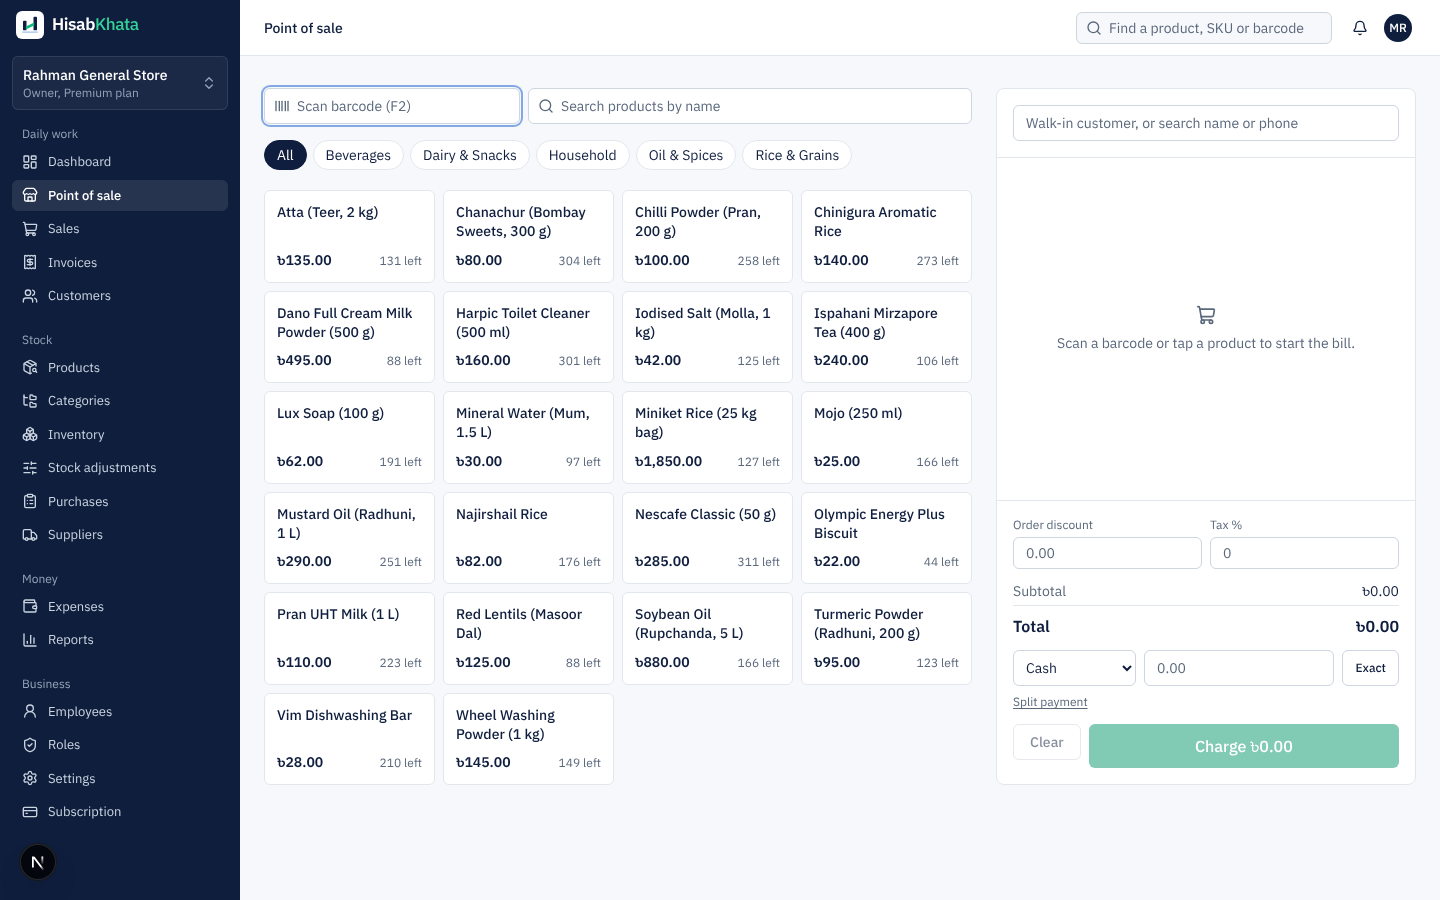 HisabKhata
Rahman General Store
Owner, Premium plan
Daily work
Dashboard
Point of sale
Sales
Invoices
Customers
Stock
Products
Categories
Inventory
Stock adjustments
Purchases
Suppliers
Money
Expenses
Reports
Business
Employees
Roles
Settings
Subscription
N
Point of sale
Find a product, SKU or barcode
MR
Scan barcode (F2)
Search products by name
All
Beverages
Dairy & Snacks
Household
Oil & Spices
Rice & Grains
Atta (Teer, 2 kg)
৳135.00
131 left
Chanachur (Bombay
Sweets, 300 g)
৳80.00
304 left
Chilli Powder (Pran,
200 g)
৳100.00
258 left
Chinigura Aromatic
Rice
৳140.00
273 left
Dano Full Cream Milk
Powder (500 g)
৳495.00
88 left
Harpic Toilet Cleaner
(500 ml)
৳160.00
301 left
Iodised Salt (Molla, 1
kg)
৳42.00
125 left
Ispahani Mirzapore
Tea (400 g)
৳240.00
106 left
Lux Soap (100 g)
৳62.00
191 left
Mineral Water (Mum,
1.5 L)
৳30.00
97 left
Miniket Rice (25 kg
bag)
৳1,850.00
127 left
Mojo (250 ml)
৳25.00
166 left
Mustard Oil (Radhuni,
1 L)
৳290.00
251 left
Najirshail Rice
৳82.00
176 left
Nescafe Classic (50 g)
৳285.00
311 left
Olympic Energy Plus
Biscuit
৳22.00
44 left
Pran UHT Milk (1 L)
৳110.00
223 left
Red Lentils (Masoor
Dal)
৳125.00
88 left
Soybean Oil
(Rupchanda, 5 L)
৳880.00
166 left
Turmeric Powder
(Radhuni, 200 g)
৳95.00
123 left
Vim Dishwashing Bar
৳28.00
210 left
Wheel Washing
Powder (1 kg)
৳145.00
149 left
Walk-in customer, or search name or phone
Scan a barcode or tap a product to start the bill.
Order discount
Tax %
0.00
0
Subtotal
৳0.00
Total
৳0.00
Cash
0.00
Exact
Split payment
Clear
Charge ৳0.00